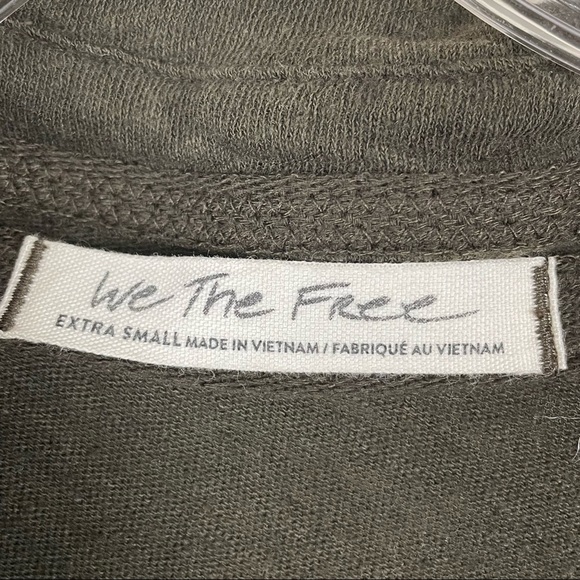 We The Free
EXTRA SMALL MADE IN VIETNAM / FABRIQUÉ AU VIETNAM